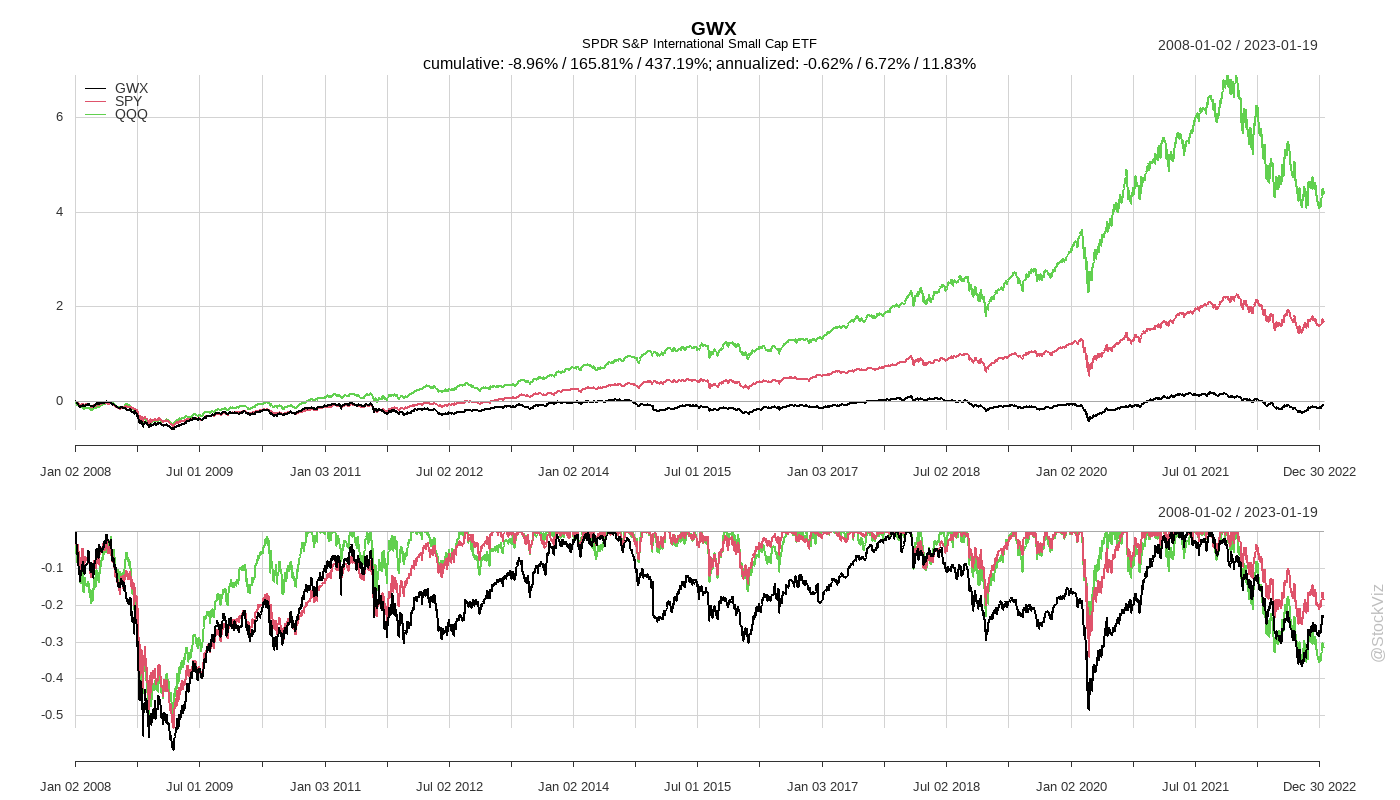 GWX
SPDR S&P International Small Cap ETF
2008-01-02 / 2023-01-19
cumulative: -8.96% / 165.81% / 437.19%; annualized: -0.62% / 6.72% / 11.83%
GWX
SPY
QQQ
6
4
2
0
Jan 02 2008 Jul 01 2009 Jan 03 2011 Jul 02 2012 Jan 02 2014 Jul 01 2015 Jan 03 2017 Jul 02 2018 Jan 02 2020 Jul 01 2021 Dec 30 2022
2008-01-02 / 2023-01-19
-0.1
-0.2
-0.3
-0.4
-0.5
@StockViz
Jan 02 2008 Jul 01 2009 Jan 03 2011 Jul 02 2012 Jan 02 2014 Jul 01 2015 Jan 03 2017 Jul 02 2018 Jan 02 2020 Jul 01 2021 Dec 30 2022